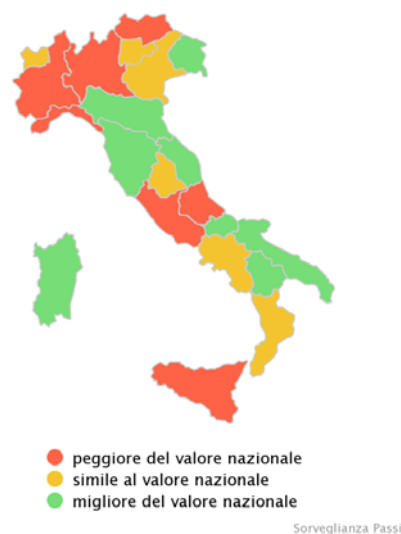 peggiore del valore nazionale
simile al valore nazionale
migliore del valore nazionale
Sorveglianza Passi